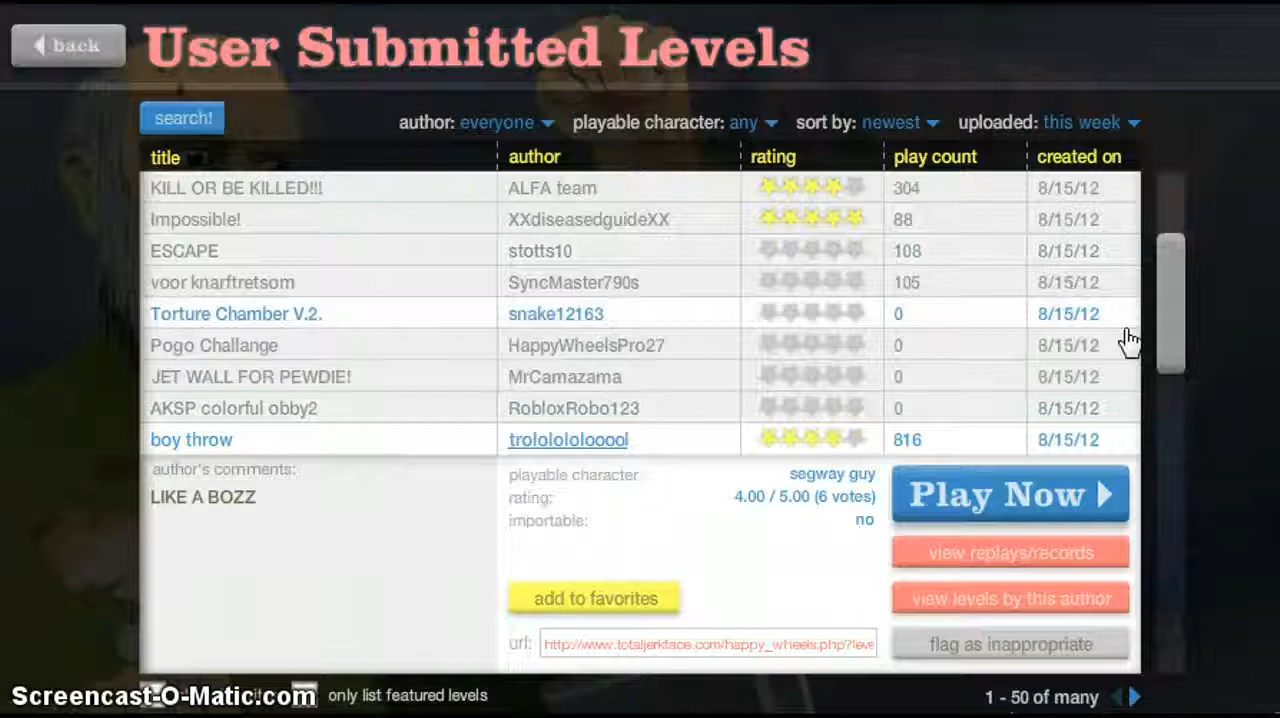 back
User Submitted Levels
search!
author: everyone playable character: any sort by: newest uploaded: this week
title author rating play count created on
KILL OR BE KILLED!!! ALFA team 304 8/15/12
Impossible! XXdiseasedguideXX 88 8/15/12
ESCAPE stotts10 108 8/15/12
voor knarftretsom SyncMaster790s 105 8/15/12
Torture Chamber V.2. snake12163 0 8/15/12
Pogo Challange HappyWheelsPro27 0 8/15/12
JET WALL FOR PEWDIE! MrCamazama 0 8/15/12
AKSP colorful obby2 RobloxRobo123 0 8/15/12
boy throw trolololololoool 816 8/15/12
author's comments:
LIKE A BOZZ
playable character: segway guy
rating: 4.00 / 5.00 (6 votes)
importable: no
Play Now
view replays/records
add to favorites
view levels by this author
url: http://www.totaljerkface.com/happy_wheels.php?leve
flag as inappropriate
Screencast-O-Matic.com
only list featured levels
1 - 50 of many